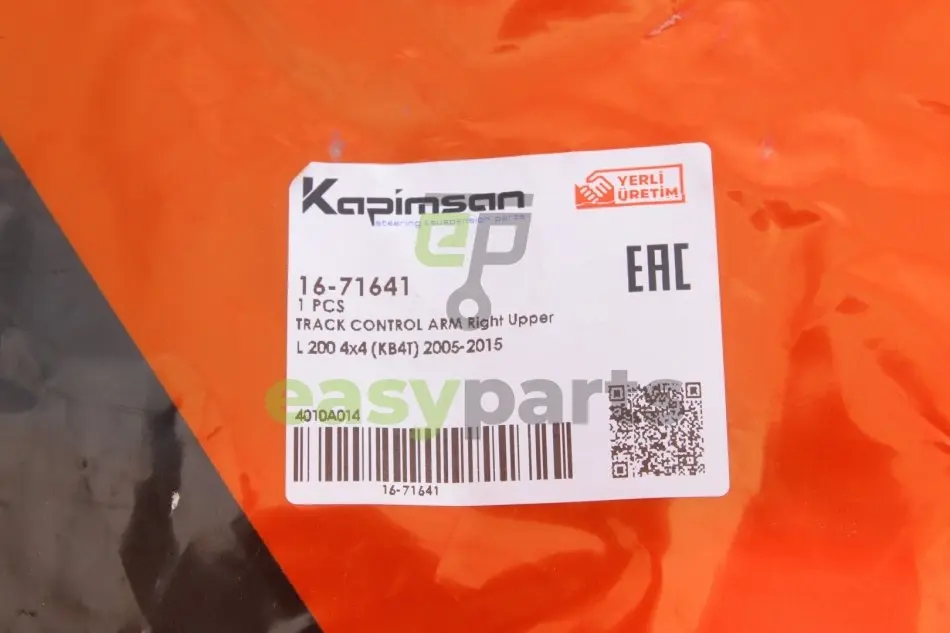 Kapimsan
steering & suspension parts
YERLİ
ÜRETİM
EAC
ep
16-71641
1 PCS
TRACK CONTROL ARM Right Upper
L 200 4x4 (KB4T) 2005-2015
easyparts
4010A014
16-71641